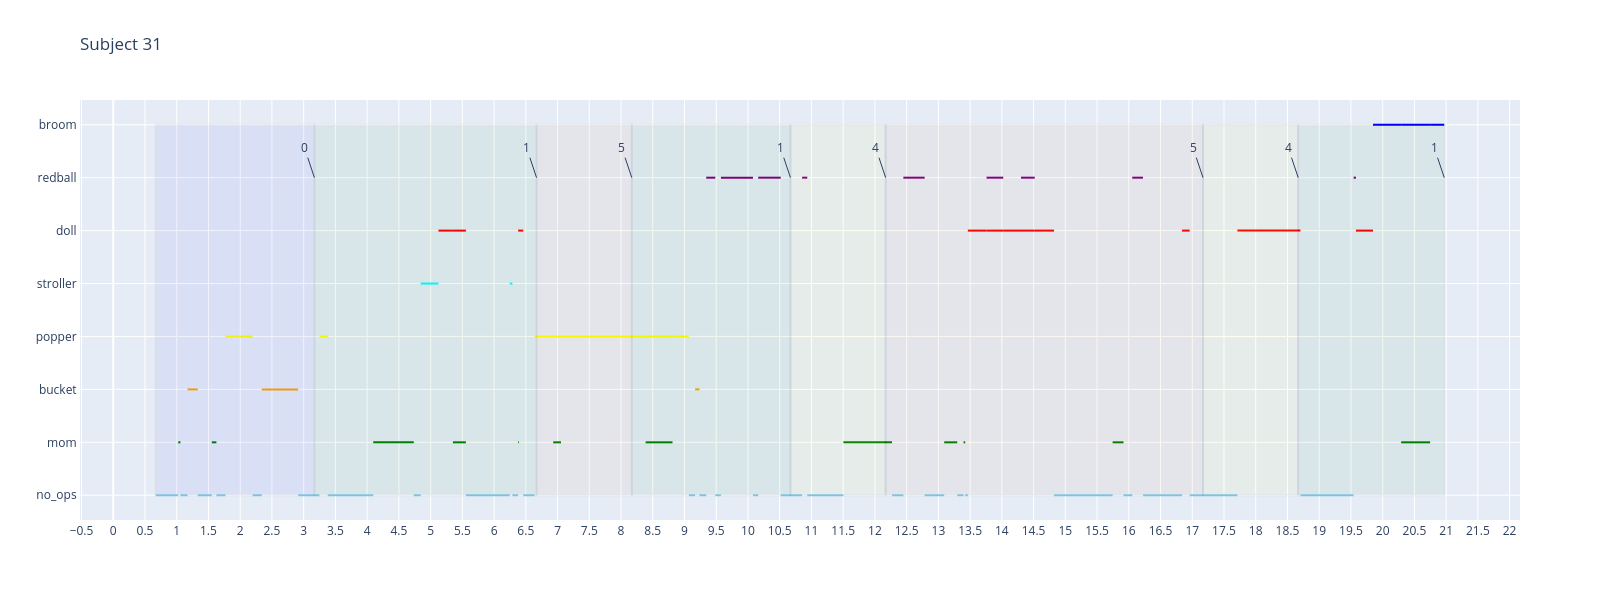 Subject 31
broom
0 1 5 1 4 5 4 1
redball
doll
stroller
popper
bucket
mom
no_ops
−0.5 0 0.5 1 1.5 2 2.5 3 3.5 4 4.5 5 5.5 6 6.5 7 7.5 8 8.5 9 9.5 10 10.5 11 11.5 12 12.5 13 13.5 14 14.5 15 15.5 16 16.5 17 17.5 18 18.5 19 19.5 20 20.5 21 21.5 22